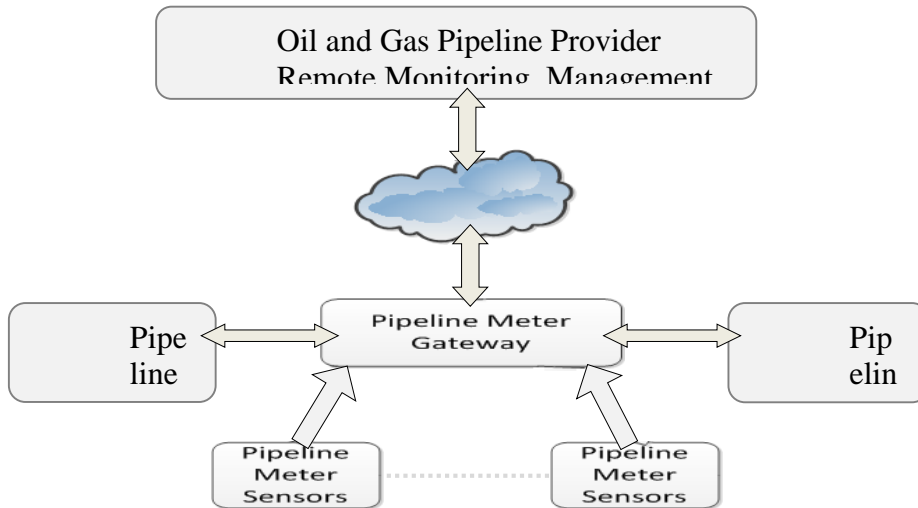 Oil and Gas Pipeline Provider
Remote Monitoring Management
Pipeline Meter
Gateway
Pipe
line
Pip
elin
Pipeline
Meter
Sensors
Pipeline
Meter
Sensors